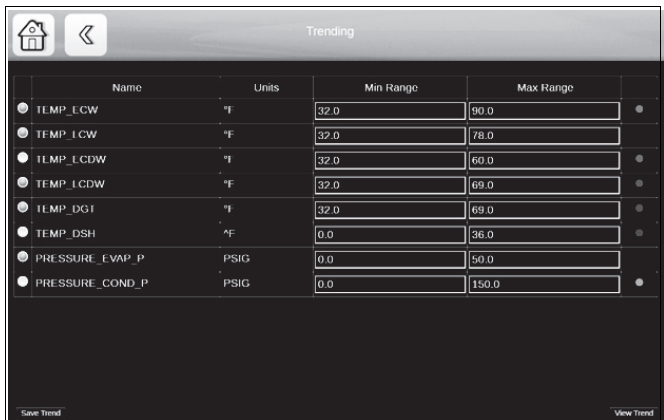 Trending
Name Units Min Range Max Range
TEMP_ECW °F 32.0 90.0
TEMP_LCW °F 32.0 78.0
TEMP_ECDW °F 32.0 60.0
TEMP_LCDW °F 32.0 69.0
TEMP_DGT °F 32.0 69.0
TEMP_DSH ^F 0.0 36.0
PRESSURE_EVAP_P PSIG 0.0 50.0
PRESSURE_COND_P PSIG 0.0 150.0
Save Trend View Trend